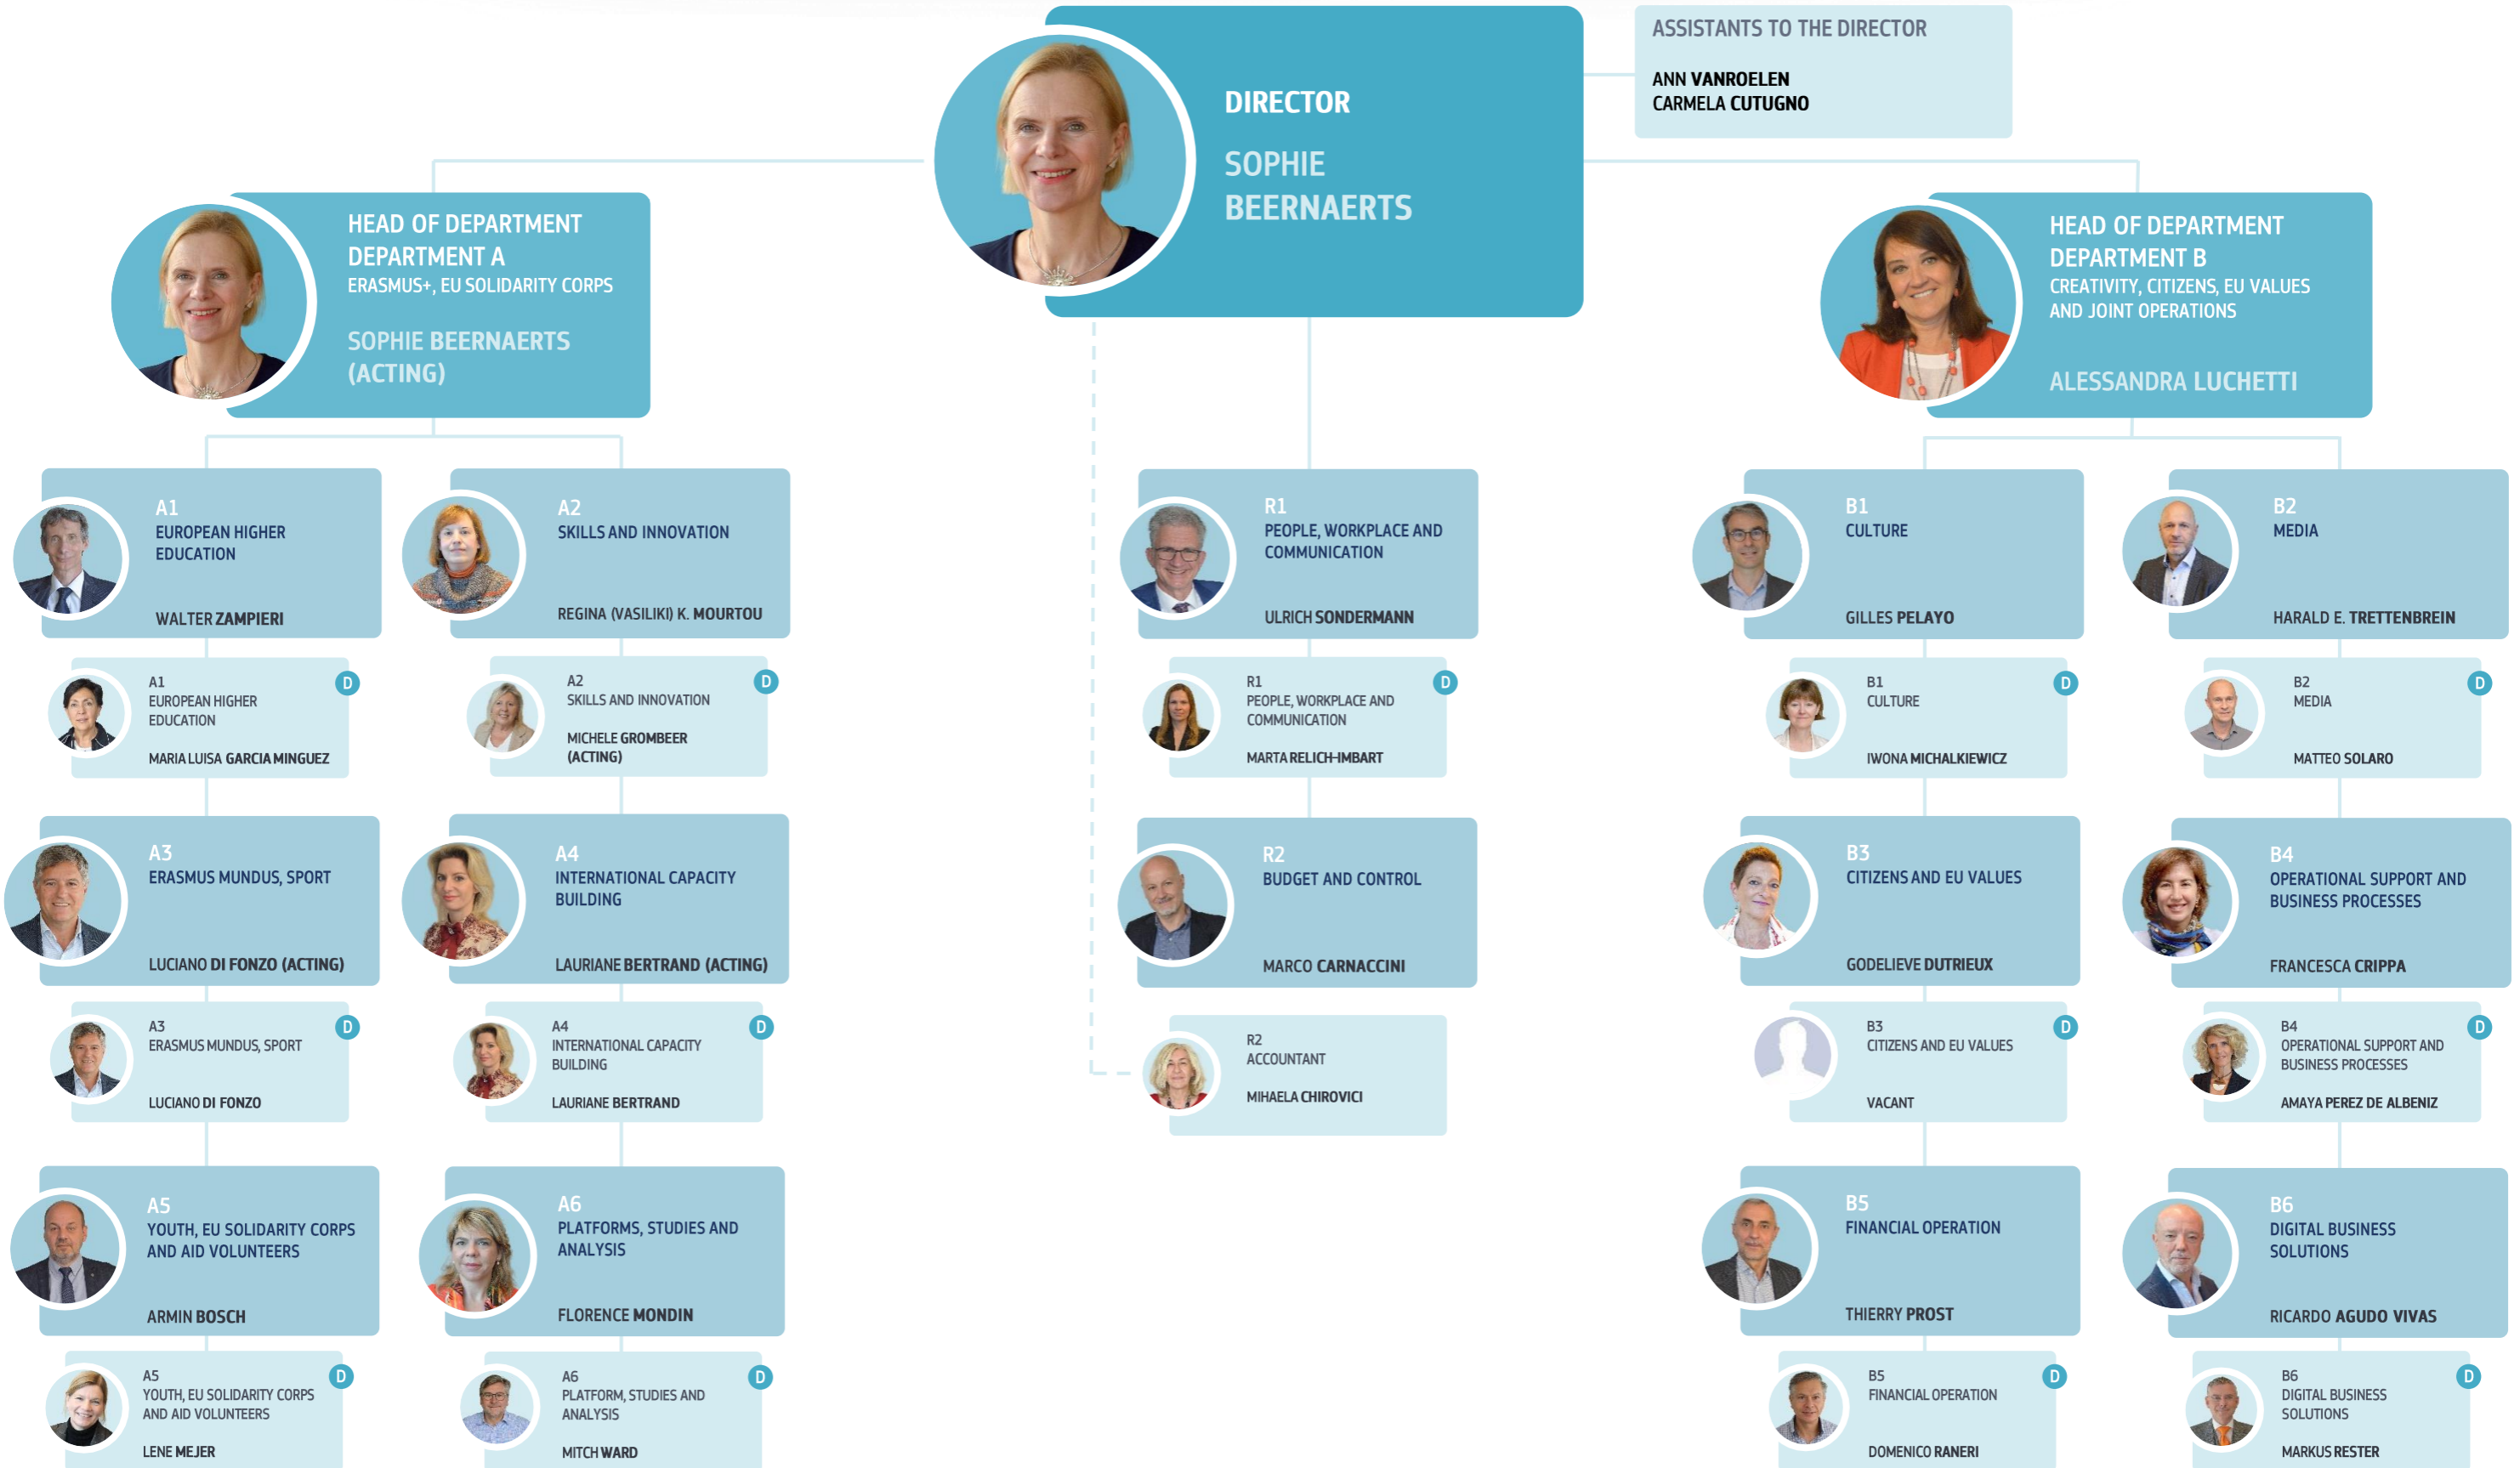 DIRECTOR
SOPHIE
BEERNAERTS
ASSISTANTS TO THE DIRECTOR
ANN VANROELEN
CARMELA CUTUGNO
HEAD OF DEPARTMENT
DEPARTMENT A
ERASMUS+, EU SOLIDARITY CORPS
SOPHIE BEERNAERTS
(ACTING)
HEAD OF DEPARTMENT
DEPARTMENT B
CREATIVITY, CITIZENS, EU VALUES
AND JOINT OPERATIONS
ALESSANDRA LUCHETTI
A1
EUROPEAN HIGHER
EDUCATION
WALTER ZAMPIERI
A2
SKILLS AND INNOVATION
REGINA (VASILIKI) K. MOURTOU
R1
PEOPLE, WORKPLACE AND
COMMUNICATION
ULRICH SONDERMANN
B1
CULTURE
GILLES PELAYO
B2
MEDIA
HARALD E. TRETTENBREIN
A1
D
EUROPEAN HIGHER
EDUCATION
MARIA LUISA GARCIA MINGUEZ
A2
D
SKILLS AND INNOVATION
MICHELE GROMBEER
(ACTING)
R1
D
PEOPLE, WORKPLACE AND
COMMUNICATION
MARTA RELICH-IMBART
B1
D
CULTURE
IWONA MICHALKIEWICZ
B2
D
MEDIA
MATTEO SOLARO
A3
ERASMUS MUNDUS, SPORT
LUCIANO DI FONZO (ACTING)
A4
INTERNATIONAL CAPACITY
BUILDING
LAURIANE BERTRAND (ACTING)
R2
BUDGET AND CONTROL
MARCO CARNACCINI
B3
CITIZENS AND EU VALUES
GODELIEVE DUTRIEUX
B4
OPERATIONAL SUPPORT AND
BUSINESS PROCESSES
FRANCESCA CRIPPA
A3
D
ERASMUS MUNDUS, SPORT
LUCIANO DI FONZO
A4
D
INTERNATIONAL CAPACITY
BUILDING
LAURIANE BERTRAND
R2
ACCOUNTANT
MIHAELA CHIROVICI
B3
D
CITIZENS AND EU VALUES
VACANT
B4
D
OPERATIONAL SUPPORT AND
BUSINESS PROCESSES
AMAYA PEREZ DE ALBENIZ
A5
YOUTH, EU SOLIDARITY CORPS
AND AID VOLUNTEERS
ARMIN BOSCH
A6
PLATFORMS, STUDIES AND
ANALYSIS
FLORENCE MONDIN
B5
FINANCIAL OPERATION
THIERRY PROST
B6
DIGITAL BUSINESS
SOLUTIONS
RICARDO AGUDO VIVAS
A5
D
YOUTH, EU SOLIDARITY CORPS
AND AID VOLUNTEERS
LENE MEJER
A6
D
PLATFORM, STUDIES AND
ANALYSIS
MITCH WARD
B5
D
FINANCIAL OPERATION
DOMENICO RANERI
B6
D
DIGITAL BUSINESS
SOLUTIONS
MARKUS RESTER